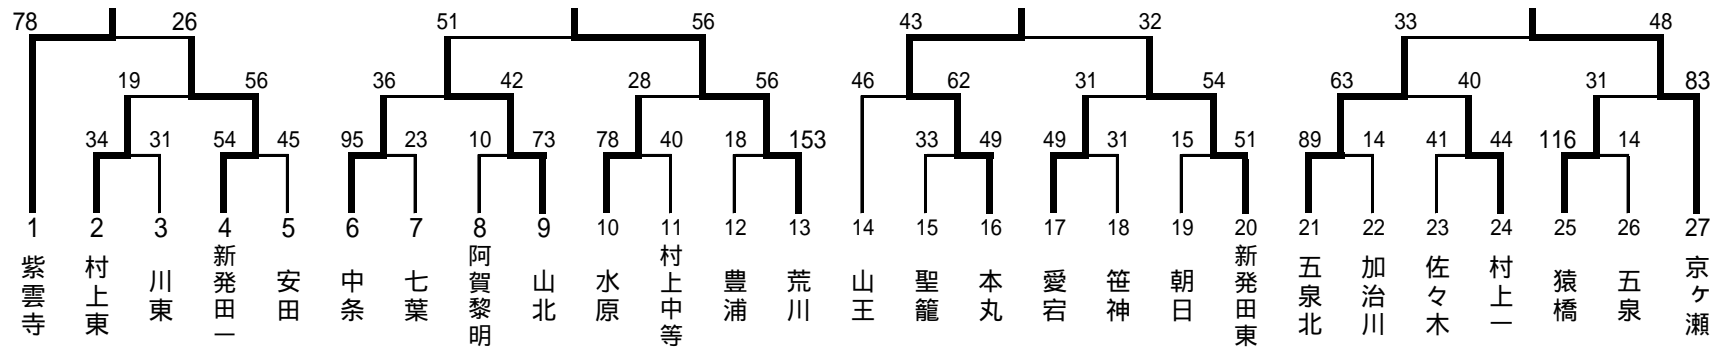 78 26 51 56 43 32 33 48
19 56 36 42 28 56 46 62 31 54 63 40 31 83
34 31 54 45 95 23 10 73 78 40 18 153 33 49 49 31 15 51 89 14 41 44 116 14
1 2 3 4 5 6 7 8 9 10 11 12 13 14 15 16 17 18 19 20 21 22 23 24 25 26 27
紫雲寺
村上東
川東
新発田一
安田
中条
七葉
阿賀黎明
山北
水原
村上中等
豊浦
荒川
山王
聖籠
本丸
愛宕
笹神
朝日
新発田東
五泉北
加治川
佐々木
村上一
猿橋
五泉
京ヶ瀬